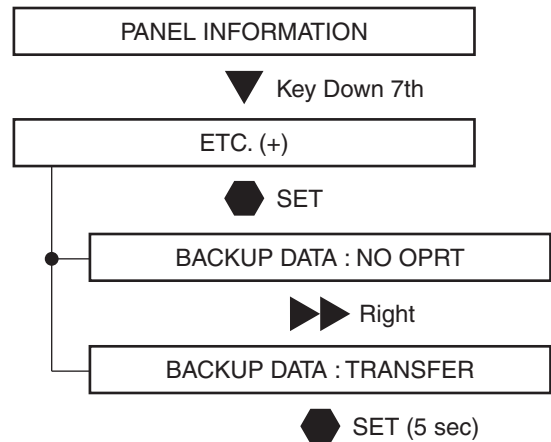 PANEL INFORMATION
Key Down 7th
ETC. (+)
SET
BACKUP DATA : NO OPRT
Right
BACKUP DATA : TRANSFER
SET (5 sec)